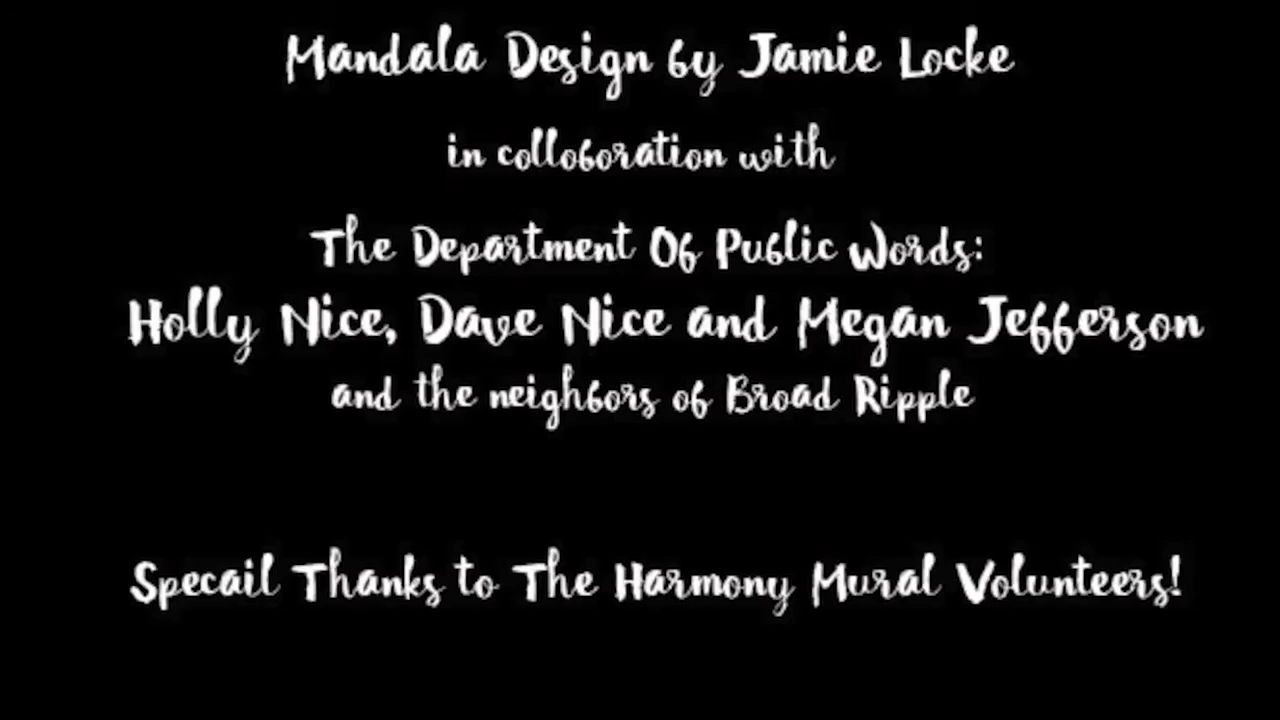 Mandala Design by Jamie Locke
in colloboration with
The Department Of Public Words:
Holly Nice, Dave Nice and Megan Jefferson
and the neighbors of Broad Ripple
Specail Thanks to The Harmony Mural Volunteers!